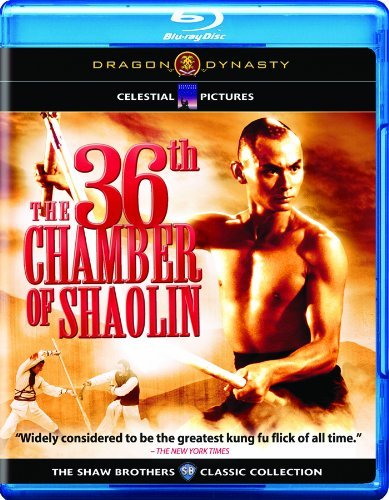 Blu-ray Disc
DRAGON DYNASTY
CELESTIAL PICTURES
THE 36th
CHAMBER
OF SHAOLIN
"Widely considered to be the greatest kung fu flick of all time."
– THE NEW YORK TIMES
THE SHAW BROTHERS SB CLASSIC COLLECTION